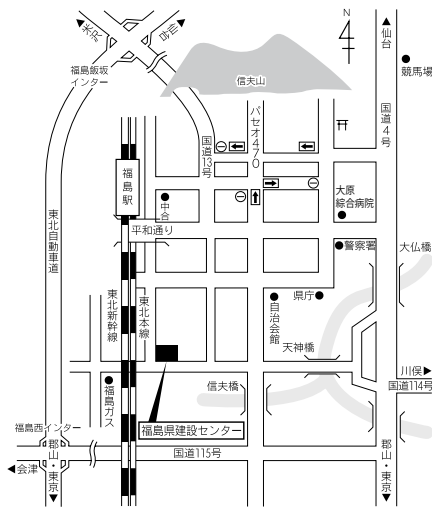 N
▲仙台
米沢
仙台
競馬場
福島飯坂
インター
信夫山
国道4号
国道13号
パセオ470
福島駅
中合
大原
綜合病院
平和通り
東北自動車道
警察署
大仏橋
東北新幹線
東北本線
県庁
自治会館
天神橋
川俣▶
国道114号
信夫橋
福島ガス
福島西インター
福島県建設センター
国道115号
◀会津
郡山・東京▼
郡山・東京▼